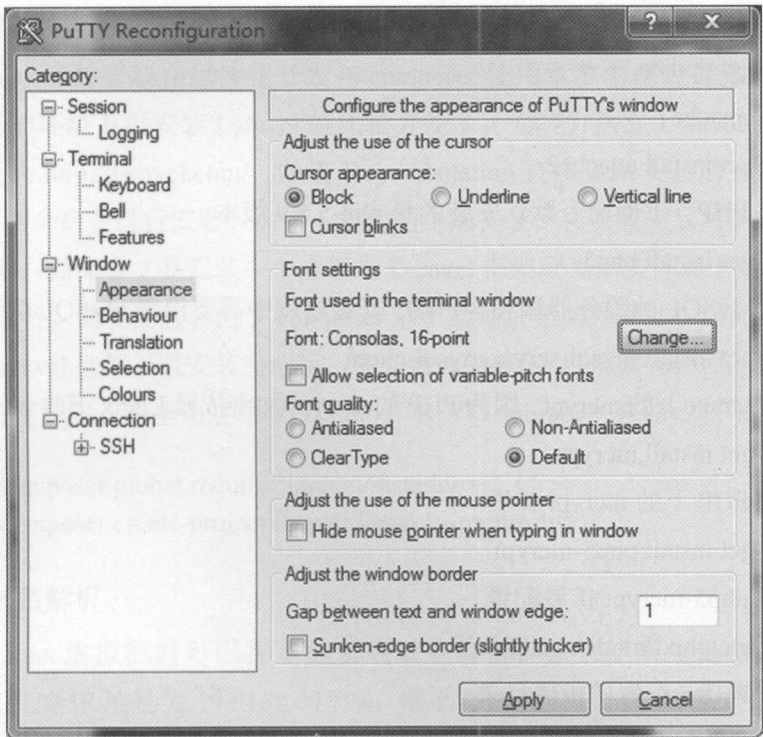 PuTTY Reconfiguration
Category:
Session
Logging
Terminal
Keyboard
Bell
Features
Window
Appearance
Behaviour
Translation
Selection
Colours
Connection
SSH
Configure the appearance of PuTTY's window
Adjust the use of the cursor
Cursor appearance:
Block Underline Vertical line
Cursor blinks
Font settings
Font used in the terminal window
Font: Consolas, 16-point Change...
Allow selection of variable-pitch fonts
Font quality:
Antialiased Non-Antialiased
ClearType Default
Adjust the use of the mouse pointer
Hide mouse pointer when typing in window
Adjust the window border
Gap between text and window edge: 1
Sunken-edge border (slightly thicker)
Apply Cancel